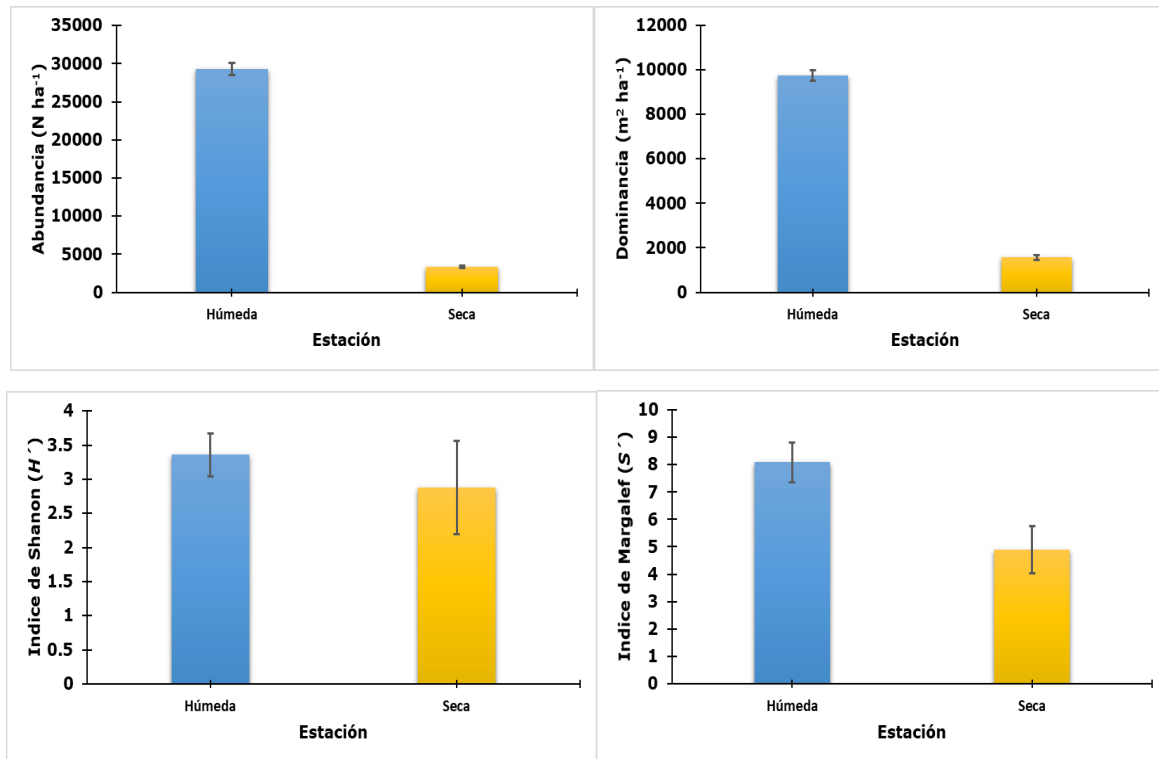 35000
30000
25000
20000
15000
10000
5000
0
Abundancia (N ha⁻¹)
Húmeda
Seca
Estación
12000
10000
8000
6000
4000
2000
0
Dominancia (m² ha⁻¹)
Húmeda
Seca
Estación
4
3.5
3
2.5
2
1.5
1
0.5
0
Indice de Shanon (H´)
Húmeda
Seca
Estación
10
9
8
7
6
5
4
3
2
1
0
Indice de Margalef (S´)
Húmeda
Seca
Estación